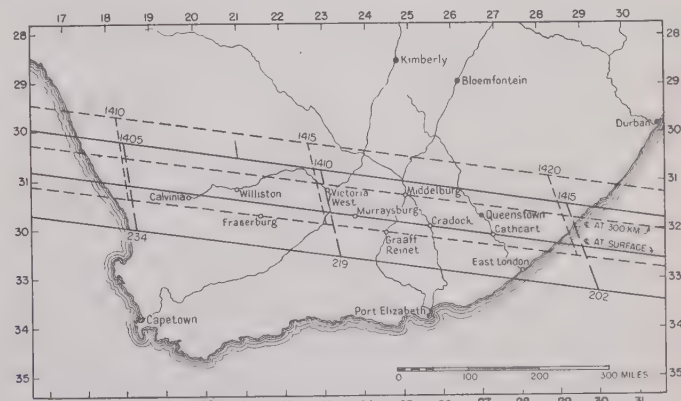 18 19 20 21 22 23 24 25 26 27 28 29 30
28 28
Kimberly
29 Bloemfontein 29
1410
Durban
30 1405 1415 30
1410 1420
31 Williston Victoria West Middelburg 1415 31
Calvinia
Fraserburg Murraysburg Cradock Queenstown
℄ AT 300 KM.
Graaff Reinet Cathcart
℄ AT SURFACE
32
234 219 East London 202
33 33
Capetown Port Elizabeth
34 34
35 0 100 200 300 MILES 35